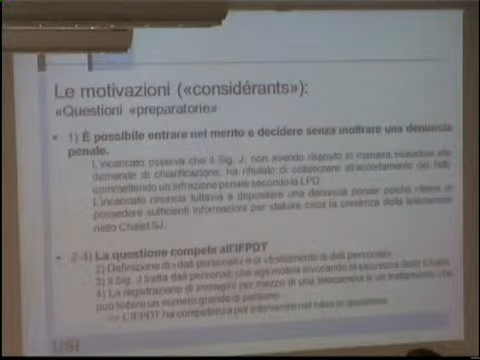 Le motivazioni («considérants»):
«Questioni «preparatorie»
1) È possibile entrare nel merito e decidere senza inoltrare una denuncia
penale.
L'incaricato osserva che il Sig. J, non avendo risposto in maniera esaustiva alle
domande di chiarificazione, ha rifiutato di collaborare all'accertamento dei fatti,
commettendo un'infrazione penale secondo la LPD.
L'incaricato rinuncia tuttavia a depositare una denuncia penale poiché ritiene di
possedere sufficienti informazioni per statuire circa la presenza della telecamera
nello Chalet SJ.
2-4) La questione compete all'IFPDT
2) Definizione di «dati personali» e di «trattamento di dati personali»
3) Il Sig. J tratta dati personali, che egli motiva invocando la sicurezza dello Chalet
4) La registrazione di immagini per mezzo di una telecamera è un trattamento che
può ledere un numero grande di persone
L'IFPDT ha competenza per intervenire nel caso in questione
USI